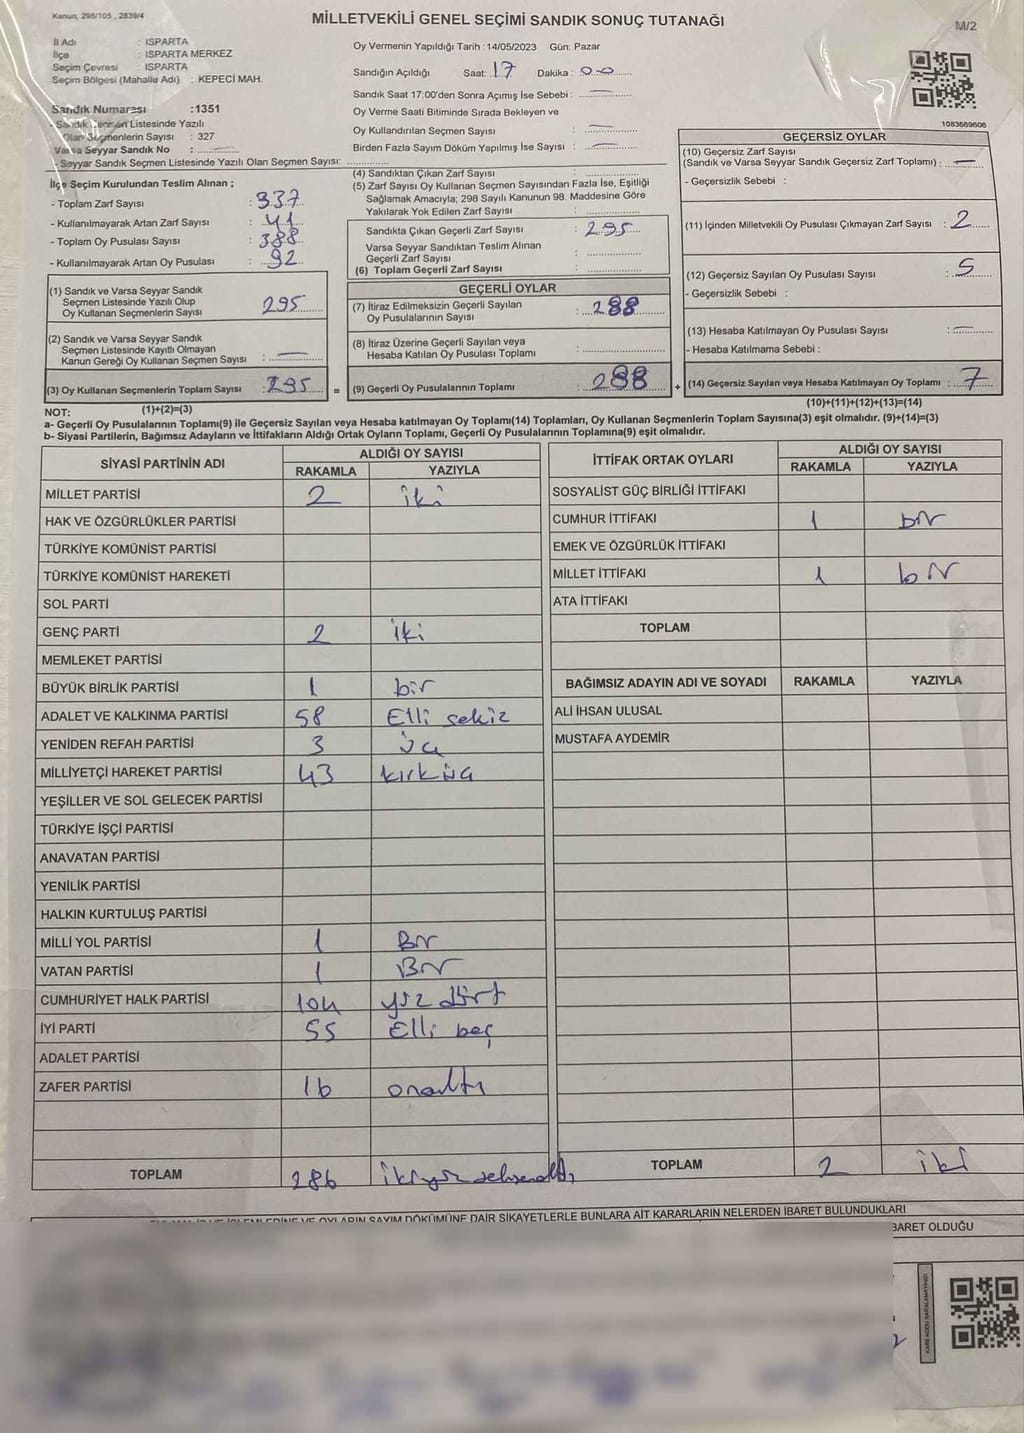 Kanun, 298/105 , 2839/4
MİLLETVEKİLİ GENEL SEÇİMİ SANDIK SONUÇ TUTANAĞI
M/2
İl Adı : ISPARTA
İlçe : ISPARTA MERKEZ
Seçim Çevresi : ISPARTA
Seçim Bölgesi (Mahalle Adı) : KEPECİ MAH.
Sandık Numarası :1351
- Sandık Seçmen Listesinde Yazılı
Olan Seçmenlerin Sayısı : 327
Varsa Seyyar Sandık No :
- Seyyar Sandık Seçmen Listesinde Yazılı Olan Seçmen Sayısı:
Oy Vermenin Yapıldığı Tarih :14/05/2023 Gün: Pazar
Sandığın Açıldığı Saat: 17 Dakika : 00
Sandık Saat 17:00'den Sonra Açımış İse Sebebi : —
Oy Verme Saati Bitiminde Sırada Bekleyen ve
Oy Kullandırılan Seçmen Sayısı : —
Birden Fazla Sayım Döküm Yapılmış İse Sayısı : —
1083669606
İlçe Seçim Kurulundan Teslim Alınan ;
- Toplam Zarf Sayısı : 337
- Kullanılmayarak Artan Zarf Sayısı : 41
- Toplam Oy Pusulası Sayısı : 388
- Kullanılmayarak Artan Oy Pusulası : 92
(1) Sandık ve Varsa Seyyar Sandık
Seçmen Listesinde Yazılı Olup
Oy Kullanan Seçmenlerin Sayısı 295
(2) Sandık ve Varsa Seyyar Sandık
Seçmen Listesinde Kayıtlı Olmayan
Kanun Gereği Oy Kullanan Seçmen Sayısı : —
(3) Oy Kullanan Seçmenlerin Toplam Sayısı : 295 =
(4) Sandıktan Çıkan Zarf Sayısı :
(5) Zarf Sayısı Oy Kullanan Seçmen Sayısından Fazla İse, Eşitliği
Sağlamak Amacıyla; 298 Sayılı Kanunun 98. Maddesine Göre
Yakılarak Yok Edilen Zarf Sayısı :
Sandıkta Çıkan Geçerli Zarf Sayısı : 295
Varsa Seyyar Sandıktan Teslim Alınan
Geçerli Zarf Sayısı :
(6) Toplam Geçerli Zarf Sayısı :
GEÇERLİ OYLAR
(7) İtiraz Edilmeksizin Geçerli Sayılan
Oy Pusulalarının Sayısı : 288
(8) İtiraz Üzerine Geçerli Sayılan veya
Hesaba Katılan Oy Pusulası Toplamı :
(9) Geçerli Oy Pusulalarının Toplamı : 288 +
GEÇERSİZ OYLAR
(10) Geçersiz Zarf Sayısı
(Sandık ve Varsa Seyyar Sandık Geçersiz Zarf Toplamı) : —
- Geçersizlik Sebebi :
(11) İçinden Milletvekili Oy Pusulası Çıkmayan Zarf Sayısı : 2
(12) Geçersiz Sayılan Oy Pusulası Sayısı : 5
- Geçersizlik Sebebi :
(13) Hesaba Katılmayan Oy Pusulası Sayısı : —
- Hesaba Katılmama Sebebi :
(14) Geçersiz Sayılan veya Hesaba Katılmayan Oy Toplamı : 7
NOT: (1)+(2)=(3)
(10)+(11)+(12)+(13)=(14)
a- Geçerli Oy Pusulalarının Toplamı(9) ile Geçersiz Sayılan veya Hesaba katılmayan Oy Toplamı(14) Toplamları, Oy Kullanan Seçmenlerin Toplam Sayısına(3) eşit olmalıdır. (9)+(14)=(3)
b- Siyasi Partilerin, Bağımsız Adayların ve İttifakların Aldığı Ortak Oyların Toplamı, Geçerli Oy Pusulalarının Toplamına(9) eşit olmalıdır.
SİYASİ PARTİNİN ADI ALDIĞI OY SAYISI
RAKAMLA YAZIYLA
MİLLET PARTİSİ 2 iki
HAK VE ÖZGÜRLÜKLER PARTİSİ
TÜRKİYE KOMÜNİST PARTİSİ
TÜRKİYE KOMÜNİST HAREKETİ
SOL PARTİ
GENÇ PARTİ 2 iki
MEMLEKET PARTİSİ
BÜYÜK BİRLİK PARTİSİ 1 bir
ADALET VE KALKINMA PARTİSİ 58 Elli sekiz
YENİDEN REFAH PARTİSİ 3 üç
MİLLİYETÇİ HAREKET PARTİSİ 43 kırküç
YEŞİLLER VE SOL GELECEK PARTİSİ
TÜRKİYE İŞÇİ PARTİSİ
ANAVATAN PARTİSİ
YENİLİK PARTİSİ
HALKIN KURTULUŞ PARTİSİ
MİLLİ YOL PARTİSİ 1 Bir
VATAN PARTİSİ 1 Bir
CUMHURİYET HALK PARTİSİ 104 yüz dört
İYİ PARTİ 55 Elli beş
ADALET PARTİSİ
ZAFER PARTİSİ 16 onaltı
TOPLAM 286 ikiyüz seksenaltı
İTTİFAK ORTAK OYLARI ALDIĞI OY SAYISI
RAKAMLA YAZIYLA
SOSYALİST GÜÇ BİRLİĞİ İTTİFAKI
CUMHUR İTTİFAKI 1 bir
EMEK VE ÖZGÜRLÜK İTTİFAKI
MİLLET İTTİFAKI 1 bir
ATA İTTİFAKI
TOPLAM
BAĞIMSIZ ADAYIN ADI VE SOYADI RAKAMLA YAZIYLA
ALİ İHSAN ULUSAL
MUSTAFA AYDEMİR
TOPLAM 2 iki
VE OYLARIN SAYIM DÖKÜMÜNE DAİR ŞİKAYETLERLE BUNLARA AİT KARARLARIN NELERDEN İBARET BULUNDUKLARI
BARET OLDUĞU